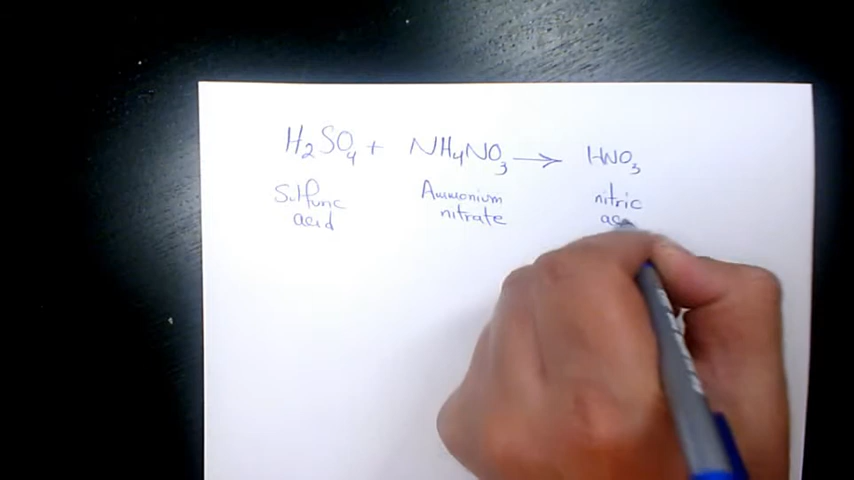 H₂SO₄ + NH₄NO₃ → HNO₃
Sulfuric Ammonium nitric
acid nitrate